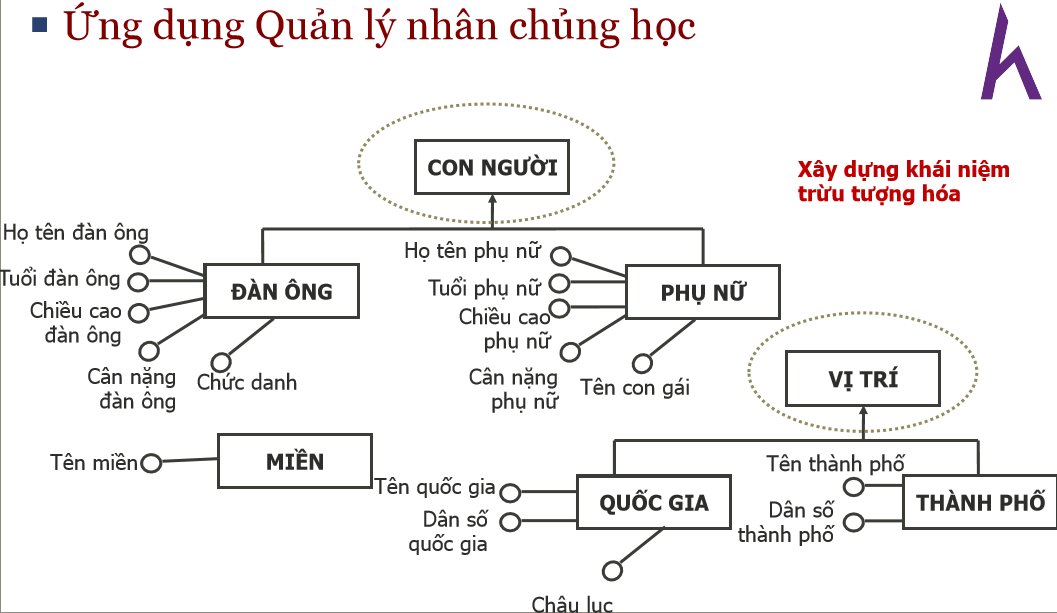 Ứng dụng Quản lý nhân chủng học
CON NGƯỜI
Xây dựng khái niệm
trừu tượng hóa
Họ tên đàn ông
Tuổi đàn ông
Chiều cao
đàn ông
Cân nặng
đàn ông
Chức danh
ĐÀN ÔNG
Họ tên phụ nữ
Tuổi phụ nữ
Chiều cao
phụ nữ
Cân nặng
phụ nữ
Tên con gái
PHỤ NỮ
VỊ TRÍ
Tên miền
MIỀN
Tên quốc gia
Dân số
quốc gia
QUỐC GIA
Châu lục
Tên thành phố
Dân số
thành phố
THÀNH PHỐ